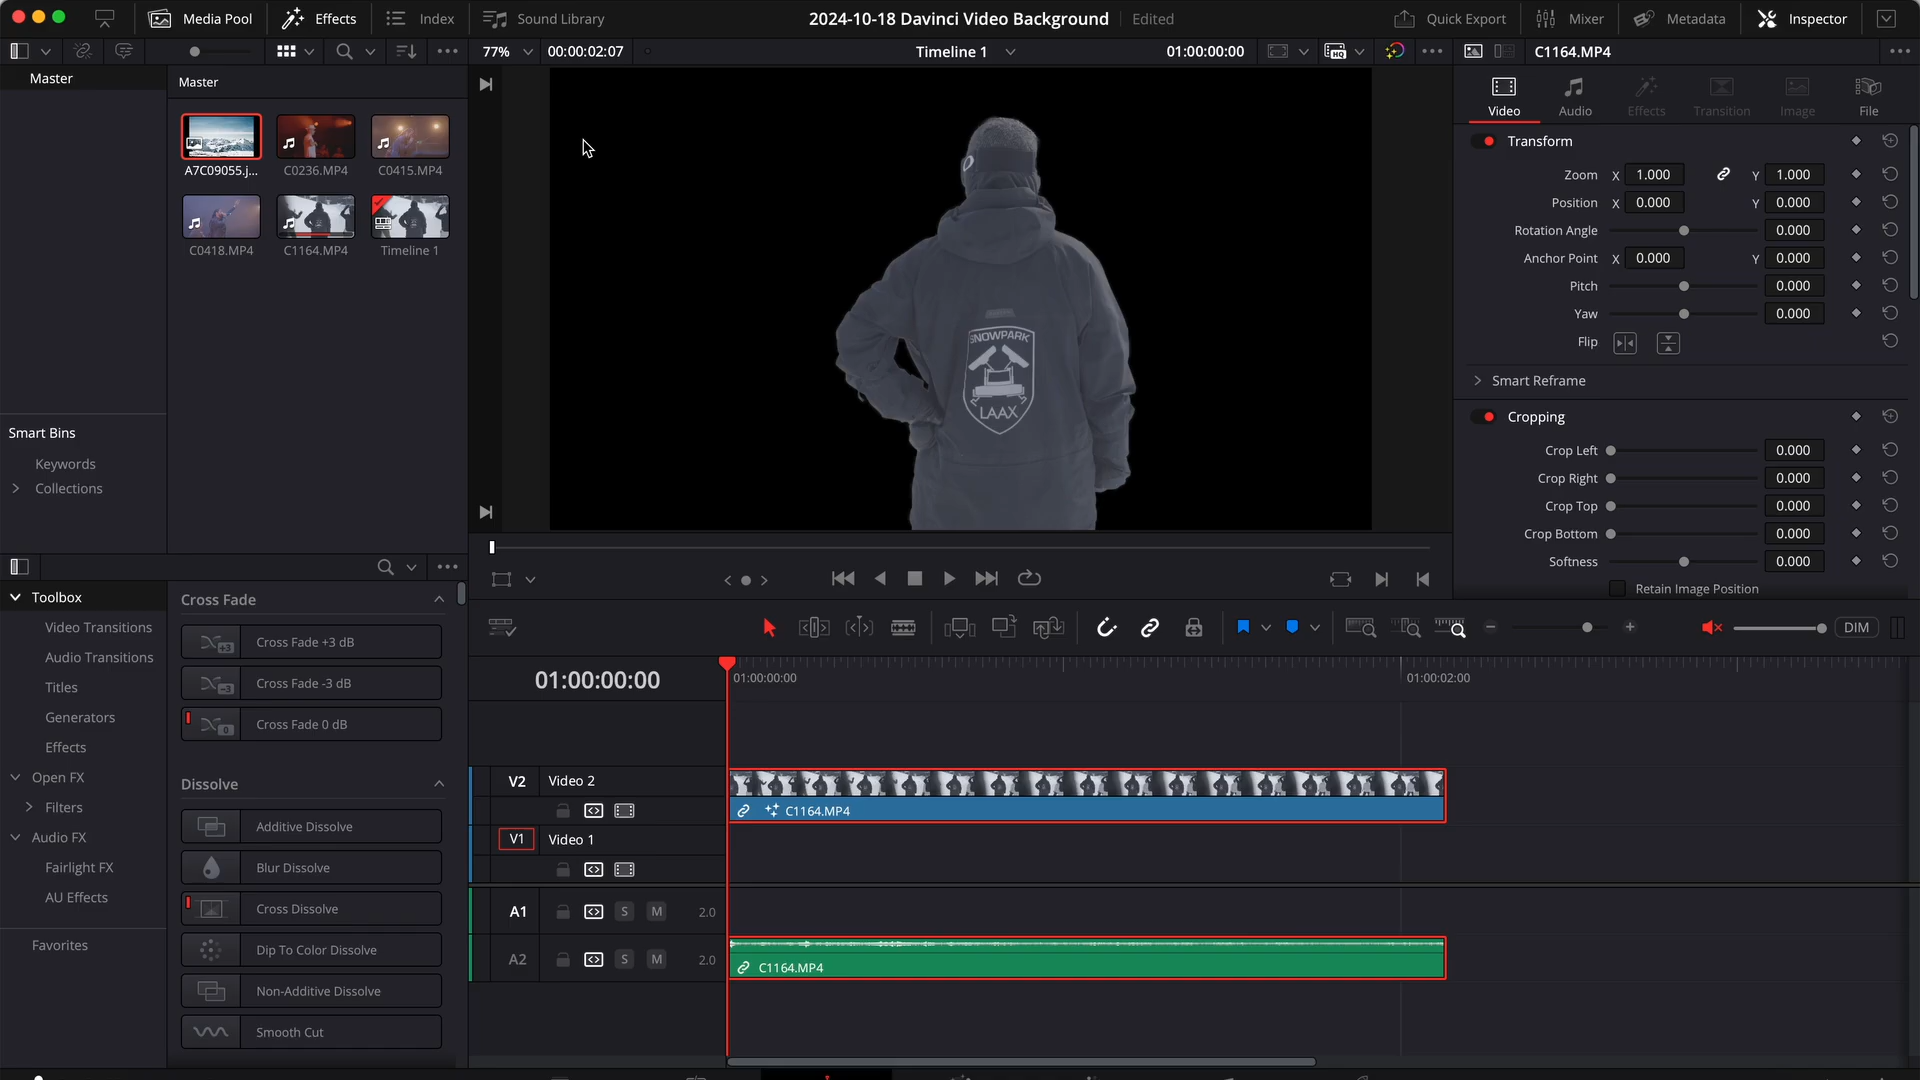 Media Pool
Effects
Index
Sound Library
2024-10-18 Davinci Video Background
Edited
Quick Export
Mixer
Metadata
Inspector
77%
00:00:02:07
Timeline 1
01:00:00:00
C1164.MP4
Master
Master
A7C09055.j...
C0236.MP4
C0415.MP4
C0418.MP4
C1164.MP4
Timeline 1
Smart Bins
Keywords
Collections
SNOWPARK
LAAX
Video
Audio
Effects
Transition
Image
File
Transform
Zoom X 1.000 Y 1.000
Position X 0.000 Y 0.000
Rotation Angle 0.000
Anchor Point X 0.000 Y 0.000
Pitch 0.000
Yaw 0.000
Flip
Smart Reframe
Cropping
Crop Left 0.000
Crop Right 0.000
Crop Top 0.000
Crop Bottom 0.000
Softness 0.000
Retain Image Position
Toolbox
Video Transitions
Audio Transitions
Titles
Generators
Effects
Open FX
Filters
Audio FX
Fairlight FX
AU Effects
Favorites
Cross Fade
+3 Cross Fade +3 dB
-3 Cross Fade -3 dB
0 Cross Fade 0 dB
Dissolve
Additive Dissolve
Blur Dissolve
Cross Dissolve
Dip To Color Dissolve
Non-Additive Dissolve
Smooth Cut
DIM
01:00:00:00
01:00:00:00
01:00:02:00
V2 Video 2
C1164.MP4
V1 Video 1
A1 S M 2.0
A2 S M 2.0
C1164.MP4